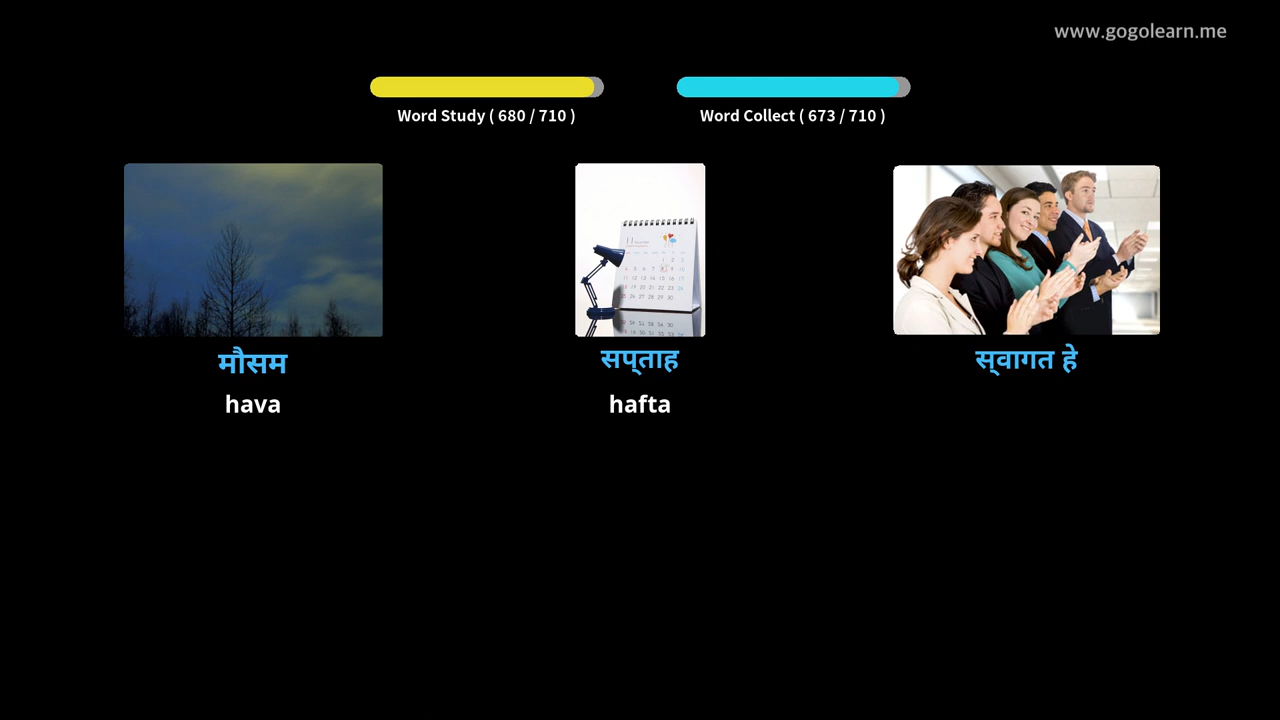 www.gogolearn.me
Word Study ( 680 / 710 )
Word Collect ( 673 / 710 )
मौसम
सप्ताह
स्वागत हे
hava
hafta